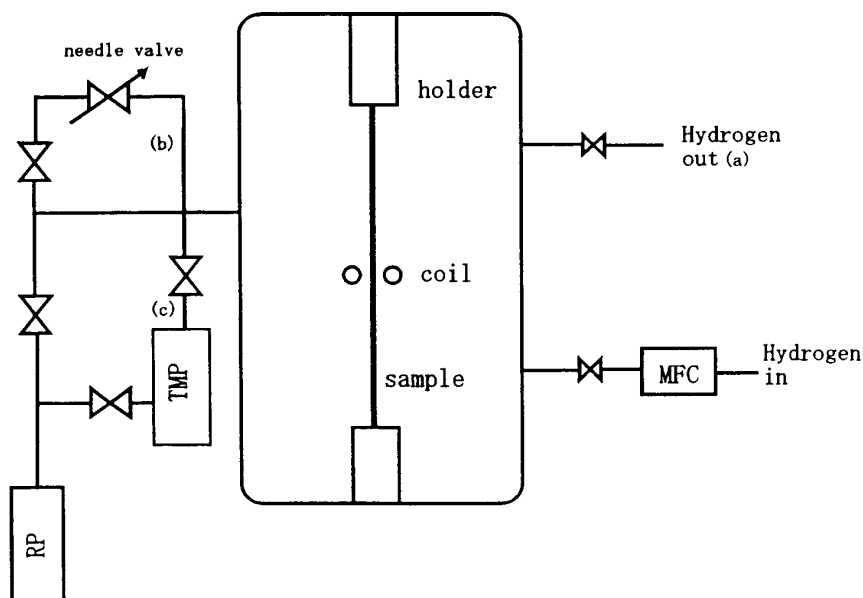 needle valve
holder
(b)
Hydrogen
out (a)
coil
(c)
TMP
sample
MFC
Hydrogen
in
RP